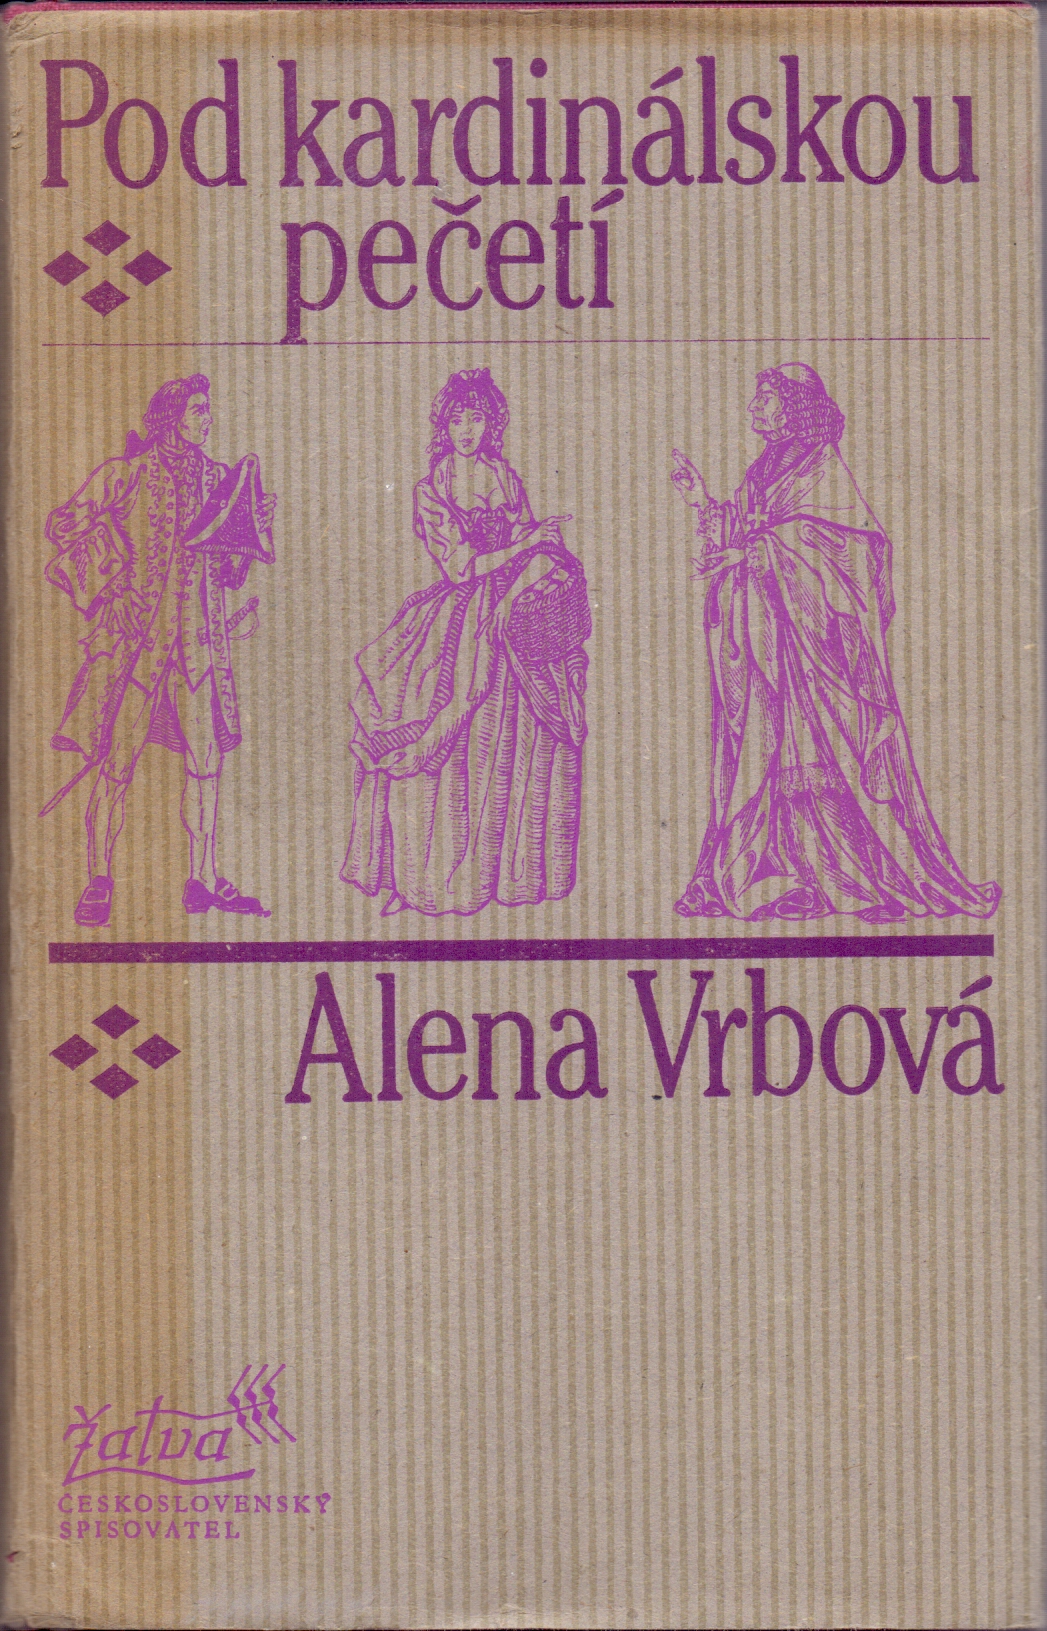 Pod kardinálskou
pečetí
Alena Vrbová
Žatva
ČESKOSLOVENSKÝ
SPISOVATEL